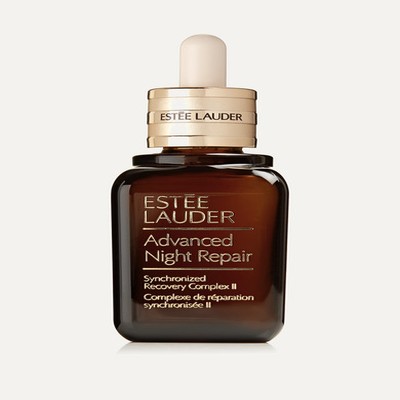 ESTĒE LAUDER
ESTĒE
LAUDER
Advanced
Night Repair
Synchronized
Recovery Complex II
Complexe de réparation
synchronisée II